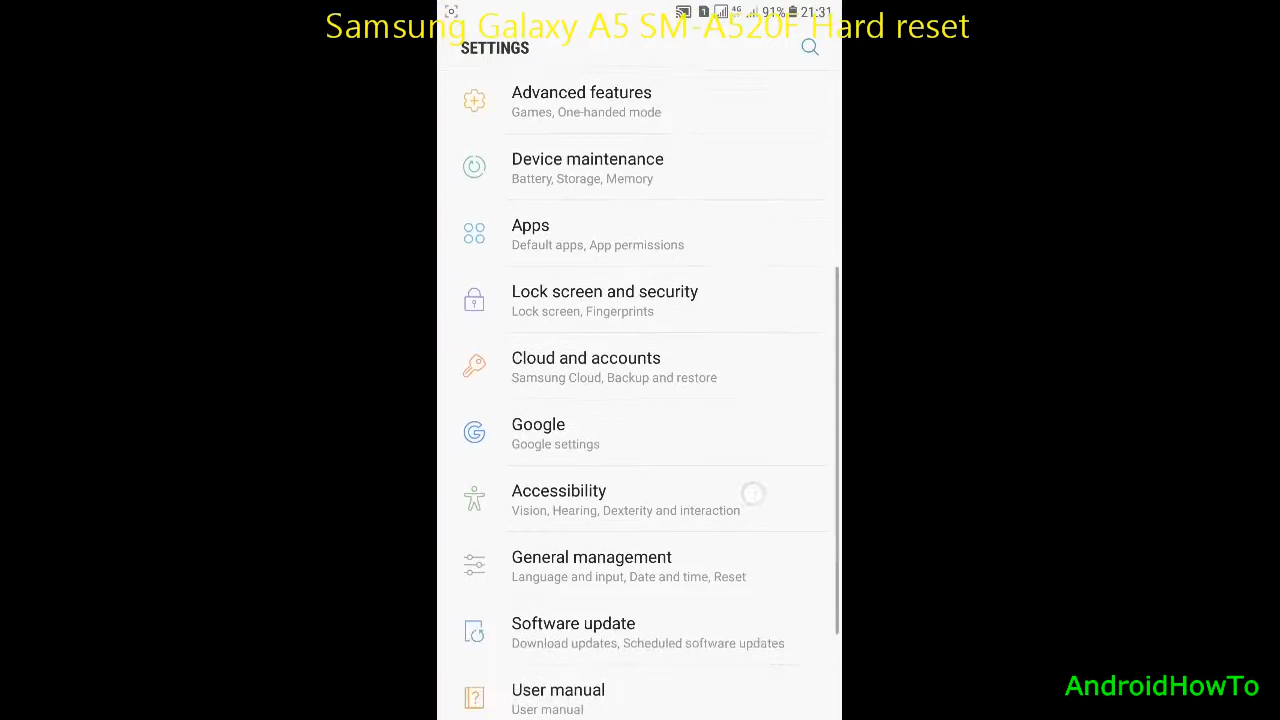 Samsung Galaxy A5 SM-A520F Hard reset
4G 91% 21:31
SETTINGS
Advanced features
Games, One-handed mode
Device maintenance
Battery, Storage, Memory
Apps
Default apps, App permissions
Lock screen and security
Lock screen, Fingerprints
Cloud and accounts
Samsung Cloud, Backup and restore
Google
Google settings
Accessibility
Vision, Hearing, Dexterity and interaction
General management
Language and input, Date and time, Reset
Software update
Download updates, Scheduled software updates
User manual
User manual
AndroidHowTo